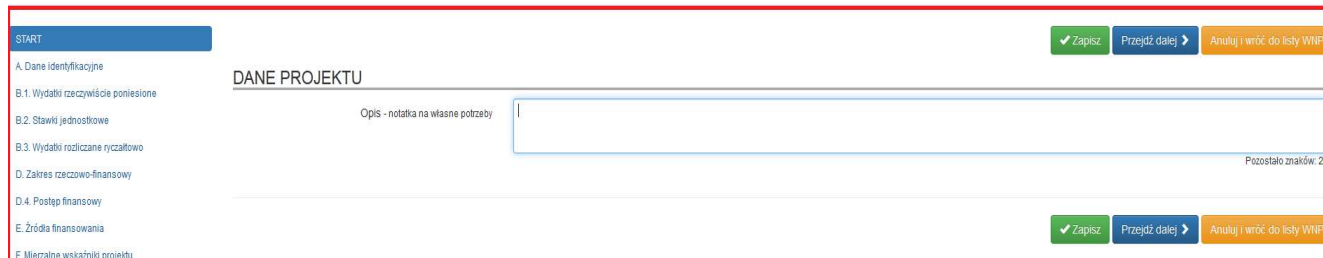 START
A. Dane identyfikacyjne
B.1. Wydatki rzeczywiście poniesione
B.2. Stawki jednostkowe
B.3. Wydatki rozliczane ryczałtowo
D. Zakres rzeczowo-finansowy
D.4. Postęp finansowy
E. Źródła finansowania
F. Mierzalne wskaźniki projektu
Zapisz Przejdź dalej Anuluj i wróć do listy WNP
DANE PROJEKTU
Opis - notatka na własne potrzeby
Pozostało znaków: 2
Zapisz Przejdź dalej Anuluj i wróć do listy WNP